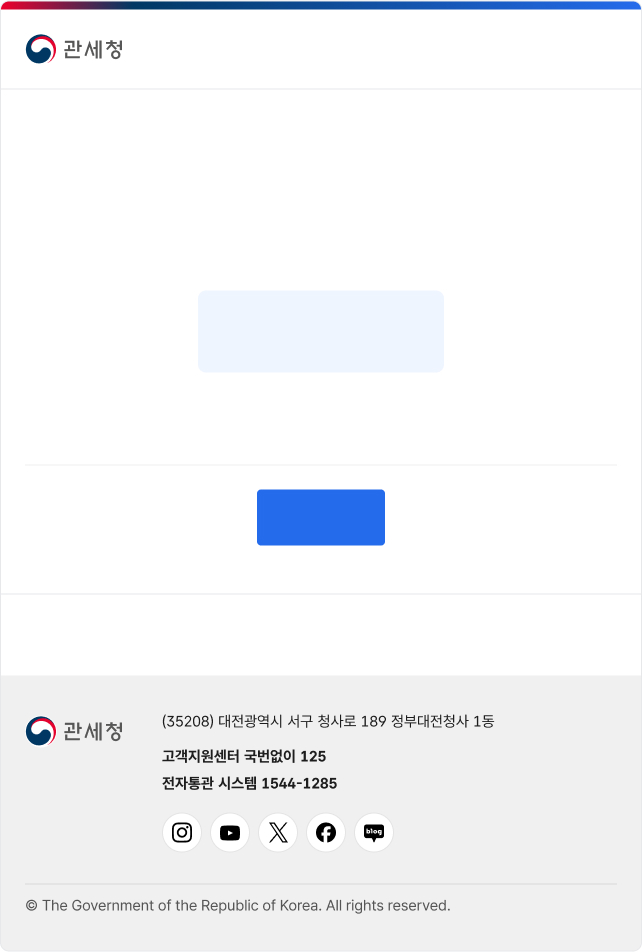 관세청
관세청
(35208) 대전광역시 서구 청사로 189 정부대전청사 1동
고객지원센터 국번없이 125
전자통관 시스템 1544-1285
blog
© The Government of the Republic of Korea. All rights reserved.